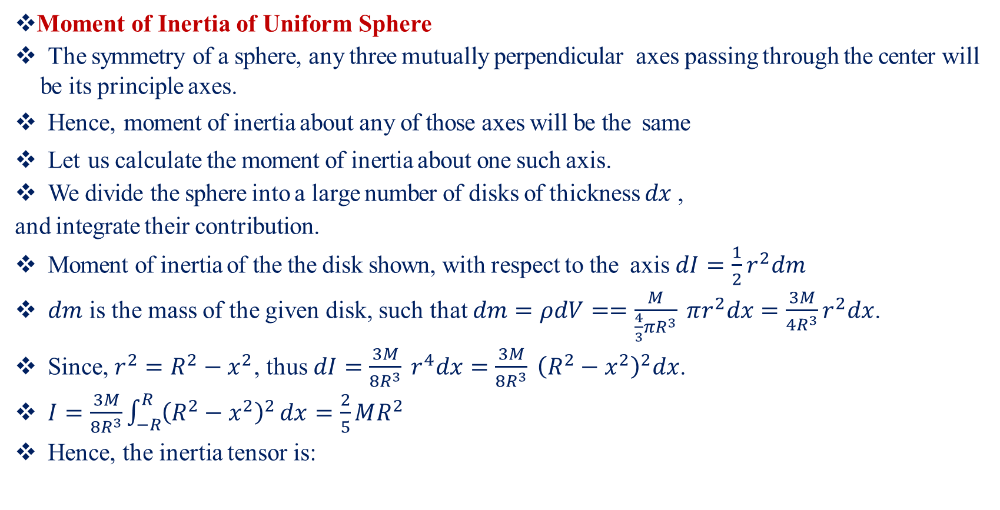 ❖Moment of Inertia of Uniform Sphere
❖ The symmetry of a sphere, any three mutually perpendicular axes passing through the center will
be its principle axes.
❖ Hence, moment of inertia about any of those axes will be the same
❖ Let us calculate the moment of inertia about one such axis.
❖ We divide the sphere into a large number of disks of thickness $dx$ ,
and integrate their contribution.
❖ Moment of inertia of the the disk shown, with respect to the axis $dI = \frac{1}{2}r^2dm$
❖ $dm$ is the mass of the given disk, such that $dm = \rho dV == \frac{M}{\frac{4}{3}\pi R^3} \pi r^2dx = \frac{3M}{4R^3}r^2dx.$
❖ Since, $r^2 = R^2 - x^2$, thus $dI = \frac{3M}{8R^3} r^4dx = \frac{3M}{8R^3} (R^2 - x^2)^2dx.$
❖ $I = \frac{3M}{8R^3}\int_{-R}^{R}(R^2 - x^2)^2 dx = \frac{2}{5}MR^2$
❖ Hence, the inertia tensor is: